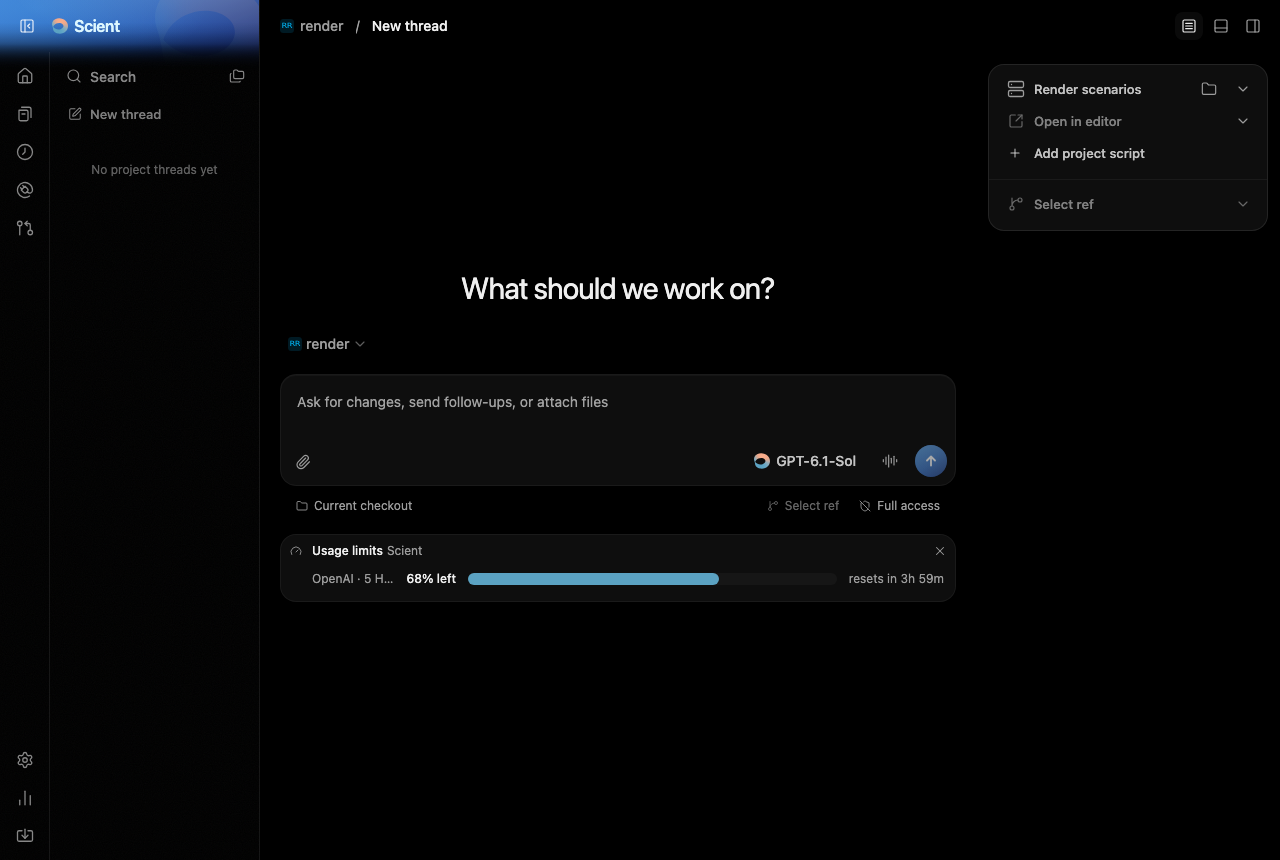 Scient
RR render / New thread
Search
New thread
No project threads yet
Render scenarios
Open in editor
Add project script
Select ref
What should we work on?
RR render
Ask for changes, send follow-ups, or attach files
GPT-6.1-Sol
Current checkout
Select ref
Full access
Usage limits Scient
OpenAI · 5 H... 68% left resets in 3h 59m